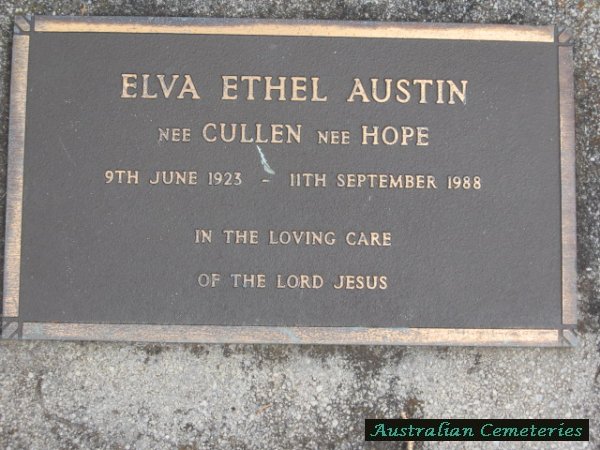 ELVA ETHEL AUSTIN
NEE CULLEN NEE HOPE
9TH JUNE 1923 - 11TH SEPTEMBER 1988
IN THE LOVING CARE
OF THE LORD JESUS
Australian Cemeteries